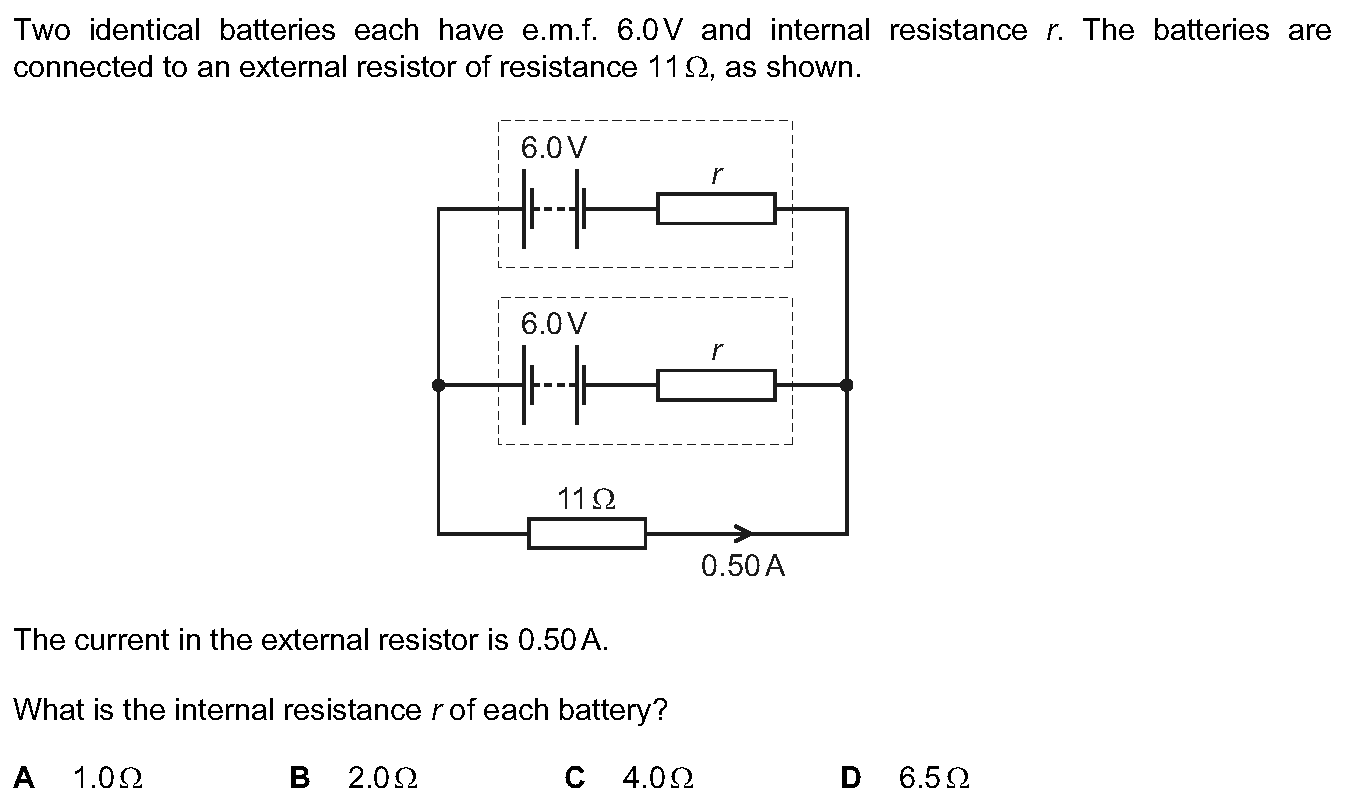 Two identical batteries each have e.m.f. 6.0 V and internal resistance r. The batteries are
connected to an external resistor of resistance 11 Ω, as shown.
6.0 V
r
6.0 V
r
11 Ω
0.50 A
The current in the external resistor is 0.50 A.
What is the internal resistance r of each battery?
A 1.0 Ω B 2.0 Ω C 4.0 Ω D 6.5 Ω